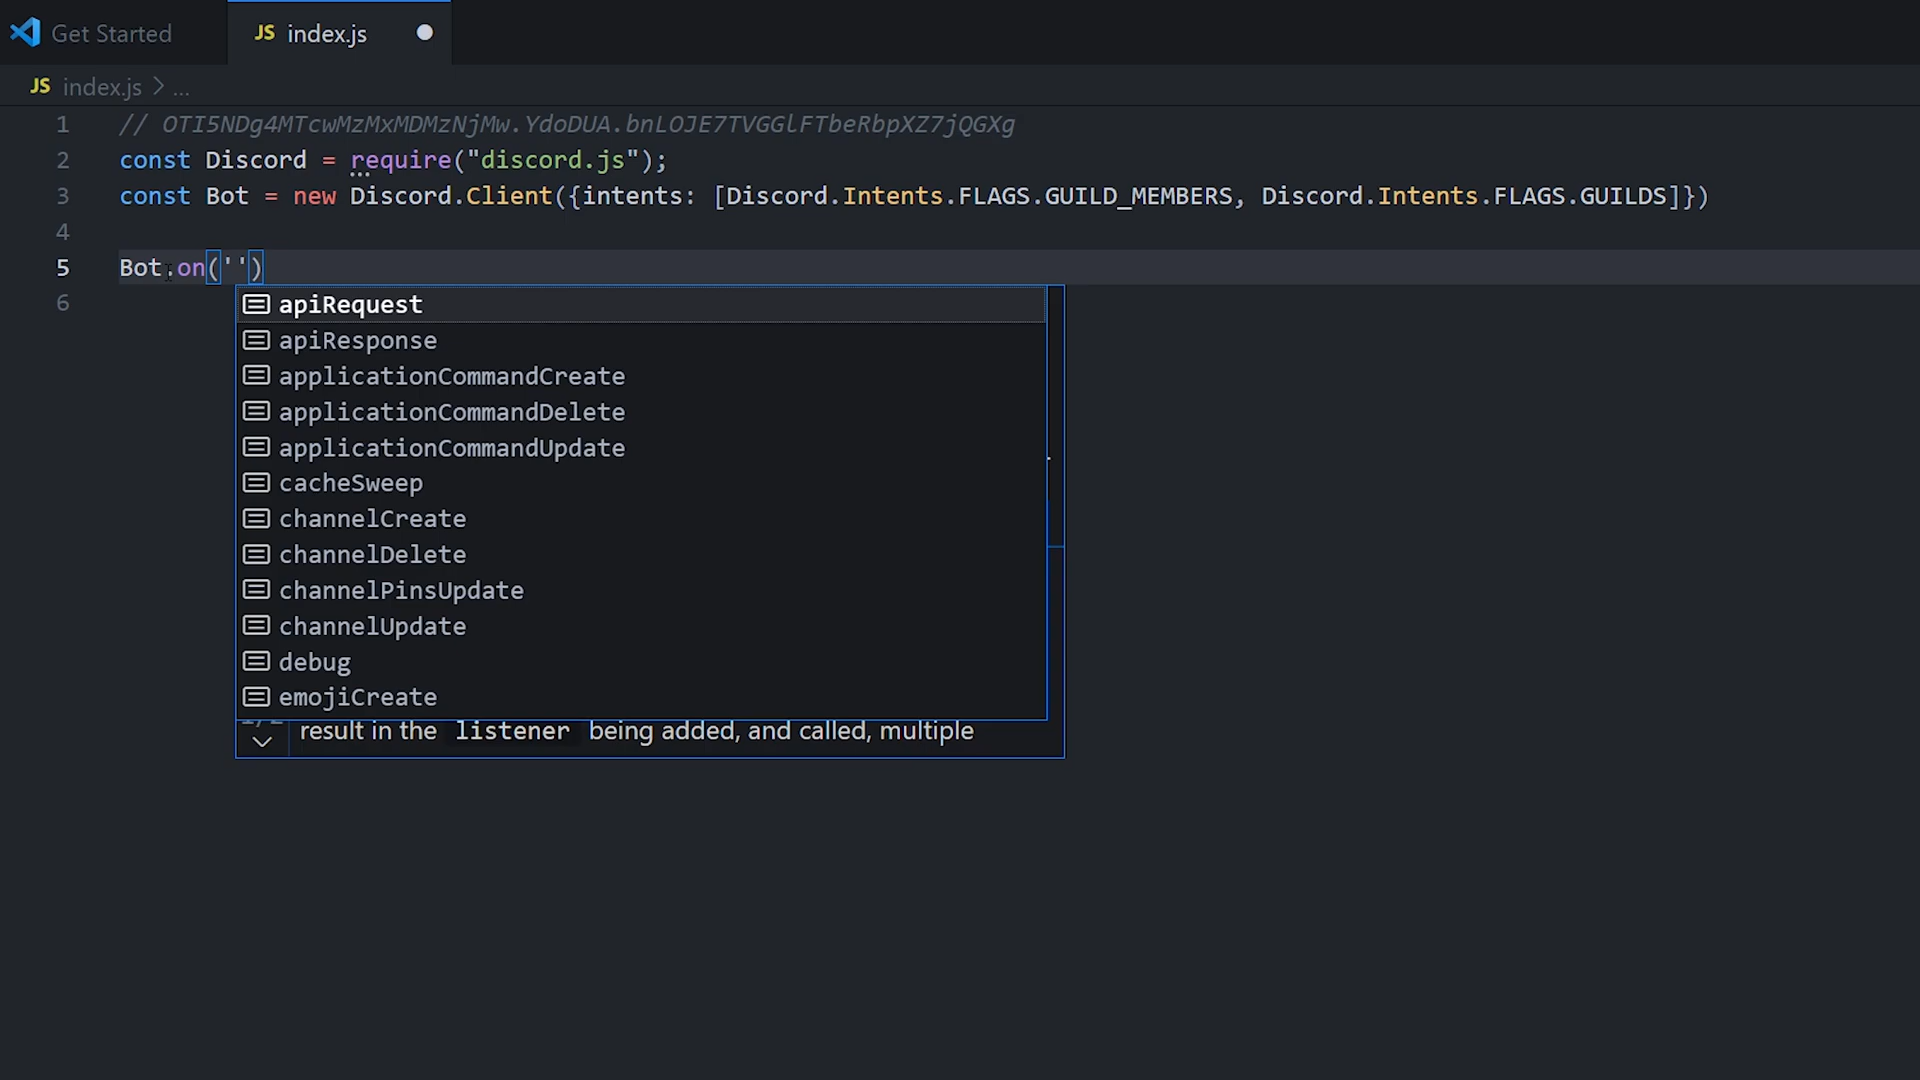 Get Started
JS index.js
JS index.js > ...
1 // OTI5NDg4MTcwMzMxMDMzNjMw.YdoDUA.bnLOJE7TVGGlFTbeRbpXZ7jQGXg
2 const Discord = require("discord.js");
3 const Bot = new Discord.Client({intents: [Discord.Intents.FLAGS.GUILD_MEMBERS, Discord.Intents.FLAGS.GUILDS]})
4
5 Bot.on('')
6
apiRequest
apiResponse
applicationCommandCreate
applicationCommandDelete
applicationCommandUpdate
cacheSweep
channelCreate
channelDelete
channelPinsUpdate
channelUpdate
debug
emojiCreate
result in the listener being added, and called, multiple